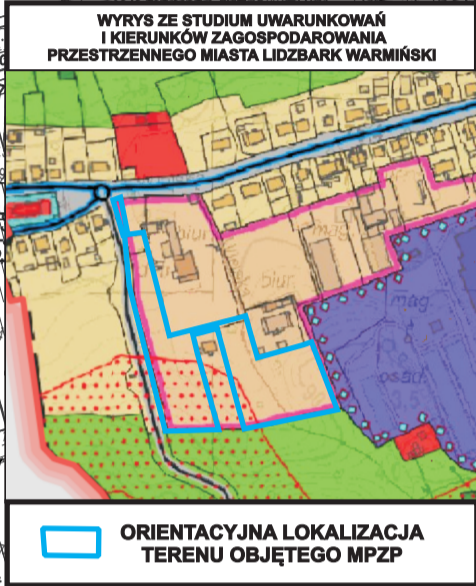 WYRYS ZE STUDIUM UWARUNKOWAŃ
I KIERUNKÓW ZAGOSPODAROWANIA
PRZESTRZENNEGO MIASTA LIDZBARK WARMIŃSKI
biur.
mag.
biur.
mag.
osad.
ORIENTACYJNA LOKALIZACJA
TERENU OBJĘTEGO MPZP